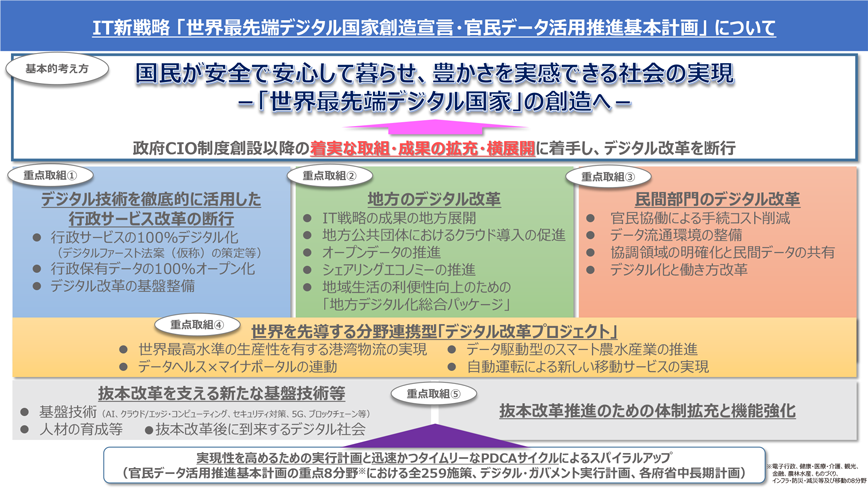 IT新戦略「世界最先端デジタル国家創造宣言・官民データ活用推進基本計画」について
基本的考え方
国民が安全で安心して暮らせ、豊かさを実感できる社会の実現
－「世界最先端デジタル国家」の創造へ－
政府CIO制度創設以降の着実な取組・成果の拡充・横展開に着手し、デジタル改革を断行
重点取組①
デジタル技術を徹底的に活用した
行政サービス改革の断行
● 行政サービスの100%デジタル化
（デジタルファースト法案（仮称）の策定等）
● 行政保有データの100%オープン化
● デジタル改革の基盤整備
重点取組②
地方のデジタル改革
● IT戦略の成果の地方展開
● 地方公共団体におけるクラウド導入の促進
● オープンデータの推進
● シェアリングエコノミーの推進
● 地域生活の利便性向上のための
「地方デジタル化総合パッケージ」
重点取組③
民間部門のデジタル改革
● 官民協働による手続コスト削減
● データ流通環境の整備
● 協調領域の明確化と民間データの共有
● デジタル化と働き方改革
重点取組④
世界を先導する分野連携型「デジタル改革プロジェクト」
● 世界最高水準の生産性を有する港湾物流の実現
● データ駆動型のスマート農水産業の推進
● データヘルス×マイナポータルの連動
● 自動運転による新しい移動サービスの実現
重点取組⑤
抜本改革を支える新たな基盤技術等
● 基盤技術（AI、クラウド/エッジ・コンピューティング、セキュリティ対策、5G、ブロックチェーン等）
● 人材の育成等 ●抜本改革後に到来するデジタル社会
抜本改革推進のための体制拡充と機能強化
実現性を高めるための実行計画と迅速かつタイムリーなPDCAサイクルによるスパイラルアップ
（官民データ活用推進基本計画の重点8分野※における全259施策、デジタル・ガバメント実行計画、各府省中長期計画）
※電子行政、健康・医療・介護、観光、
金融、農林水産、ものづくり、
インフラ・防災・減災等及び移動の8分野